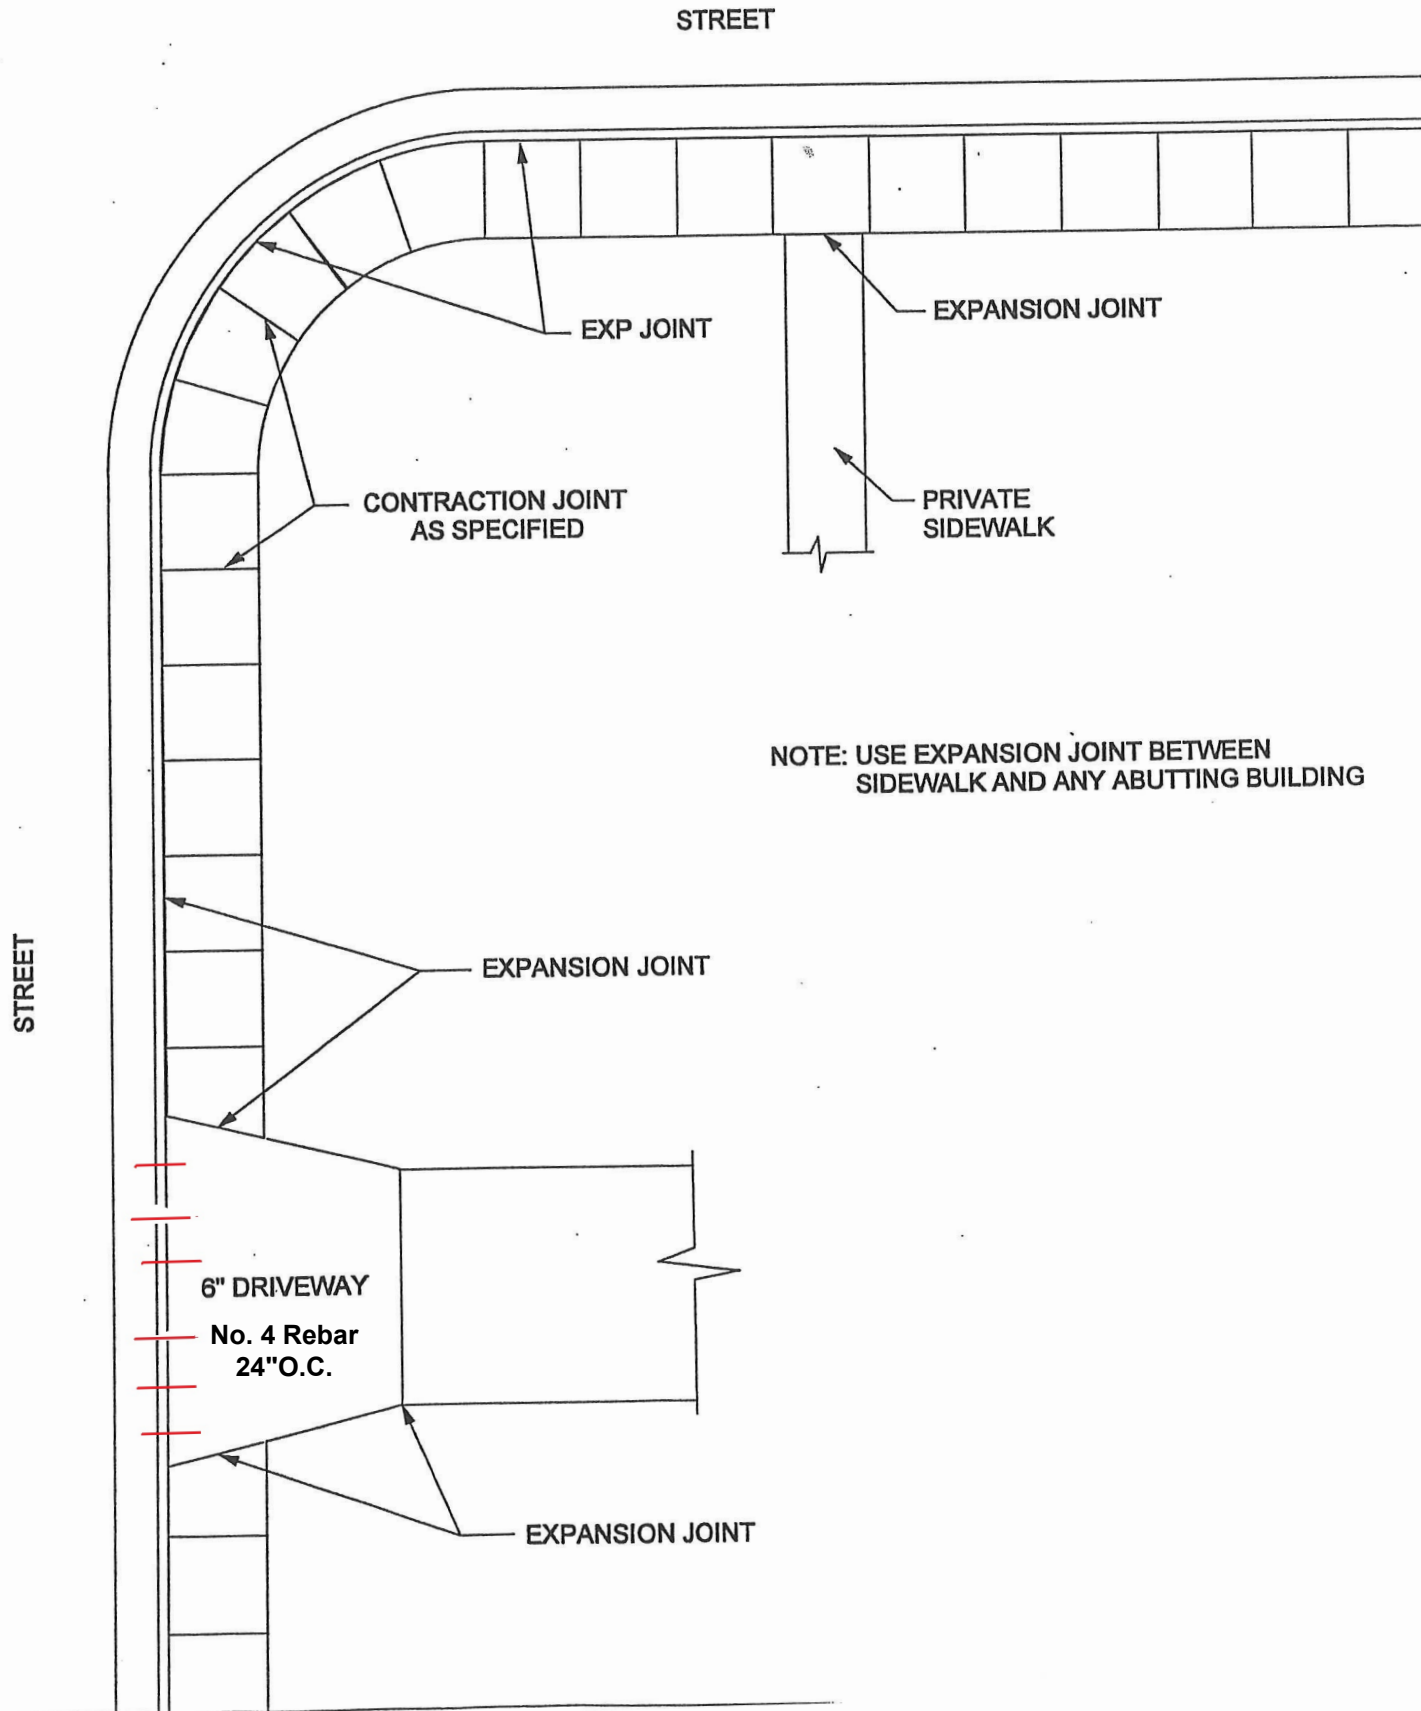 STREET
EXP JOINT
EXPANSION JOINT
CONTRACTION JOINT
AS SPECIFIED
PRIVATE
SIDEWALK
NOTE: USE EXPANSION JOINT BETWEEN
SIDEWALK AND ANY ABUTTING BUILDING
STREET
EXPANSION JOINT
6" DRIVEWAY
No. 4 Rebar
24"O.C.
EXPANSION JOINT